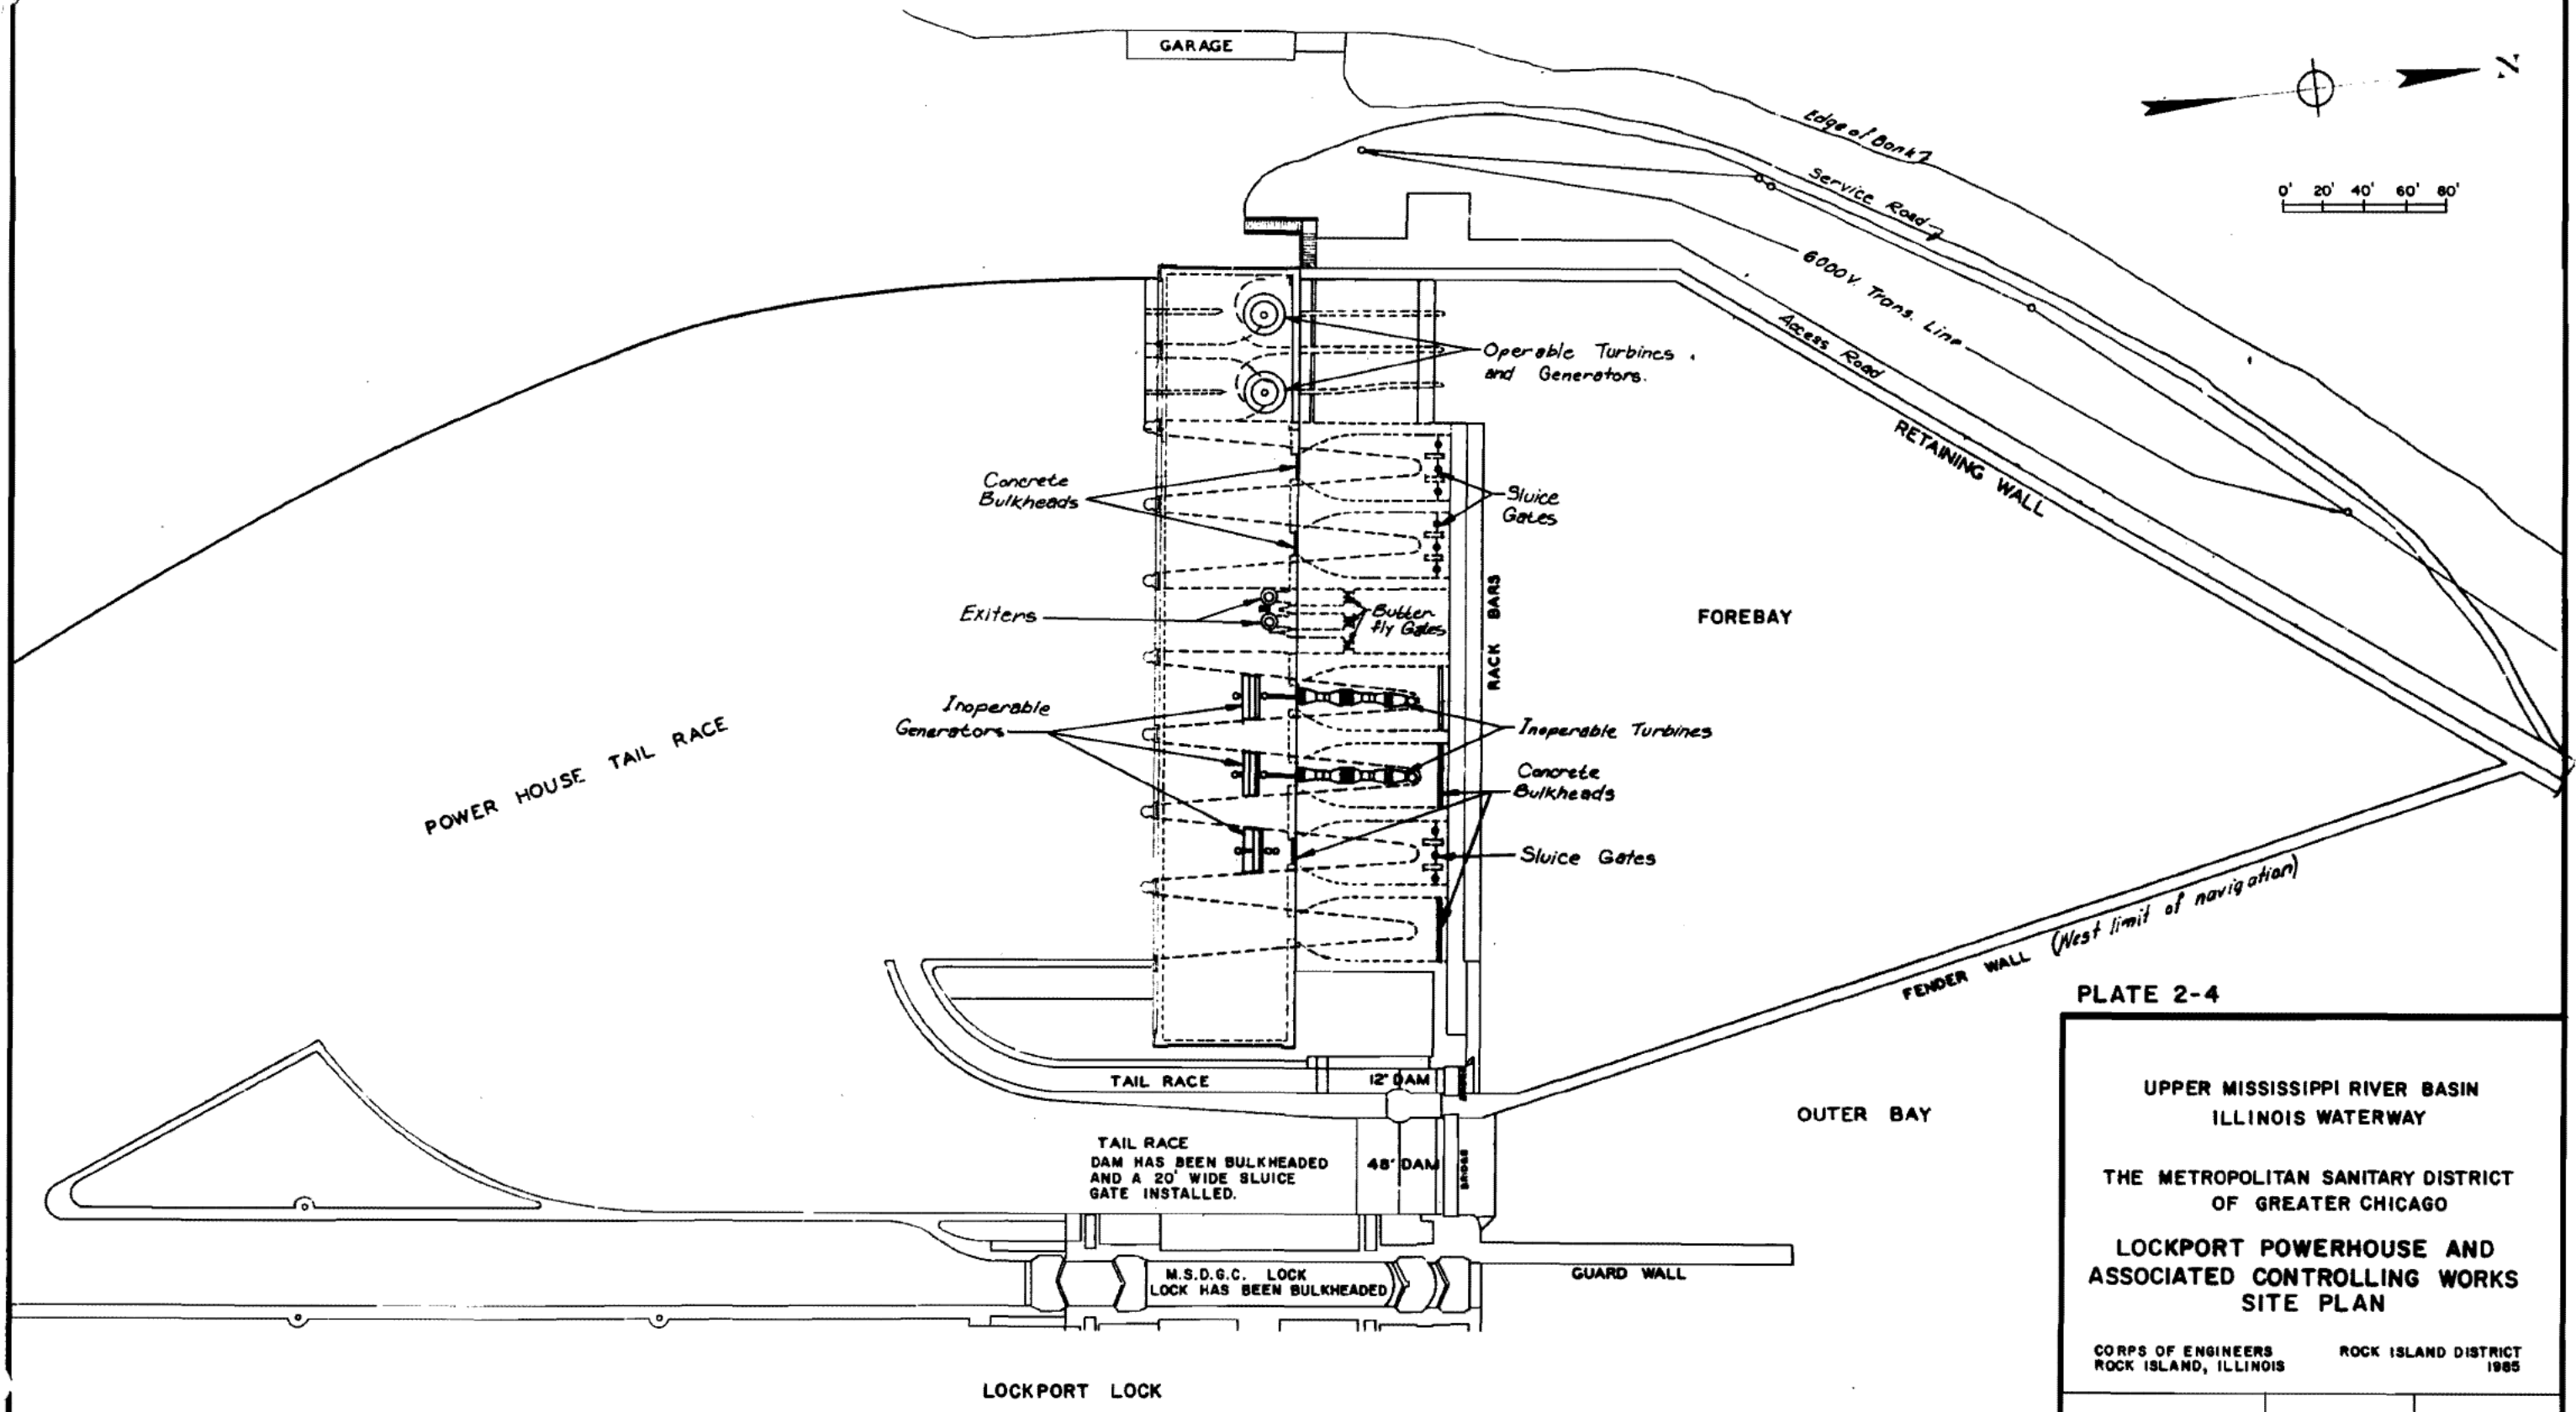 GARAGE
N
Edge of Bank
Service Road
0' 20' 40' 60' 80'
6000V. Trans. Line
Access Road
RETAINING WALL
Operable Turbines
and Generators.
Concrete
Bulkheads
Sluice
Gates
RACK BARS
FOREBAY
Exiters
Butter
fly Gates
Inoperable
Generators
Inoperable Turbines
POWER HOUSE TAIL RACE
Concrete
Bulkheads
Sluice Gates
FENDER WALL (West limit of navigation)
TAIL RACE
12' DAM
OUTER BAY
TAIL RACE
DAM HAS BEEN BULKHEADED
AND A 20' WIDE SLUICE
GATE INSTALLED.
48' DAM
BRIDGE
M.S.D.G.C. LOCK
LOCK HAS BEEN BULKHEADED
GUARD WALL
LOCKPORT LOCK
PLATE 2-4
UPPER MISSISSIPPI RIVER BASIN
ILLINOIS WATERWAY
THE METROPOLITAN SANITARY DISTRICT
OF GREATER CHICAGO
LOCKPORT POWERHOUSE AND
ASSOCIATED CONTROLLING WORKS
SITE PLAN
CORPS OF ENGINEERS ROCK ISLAND DISTRICT
ROCK ISLAND, ILLINOIS 1985